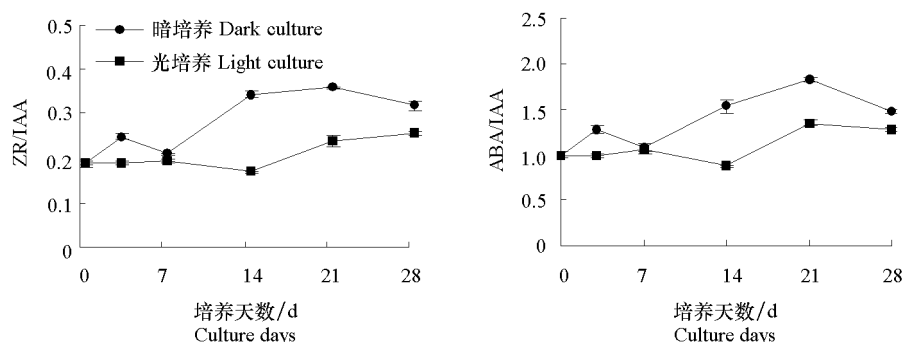 0.5
0.4
0.3
0.2
0.1
0
ZR/IAA
暗培养 Dark culture
光培养 Light culture
0 7 14 21 28
培养天数/d
Culture days
2.5
2.0
1.5
1.0
0.5
0
ABA/IAA
0 7 14 21 28
培养天数/d
Culture days